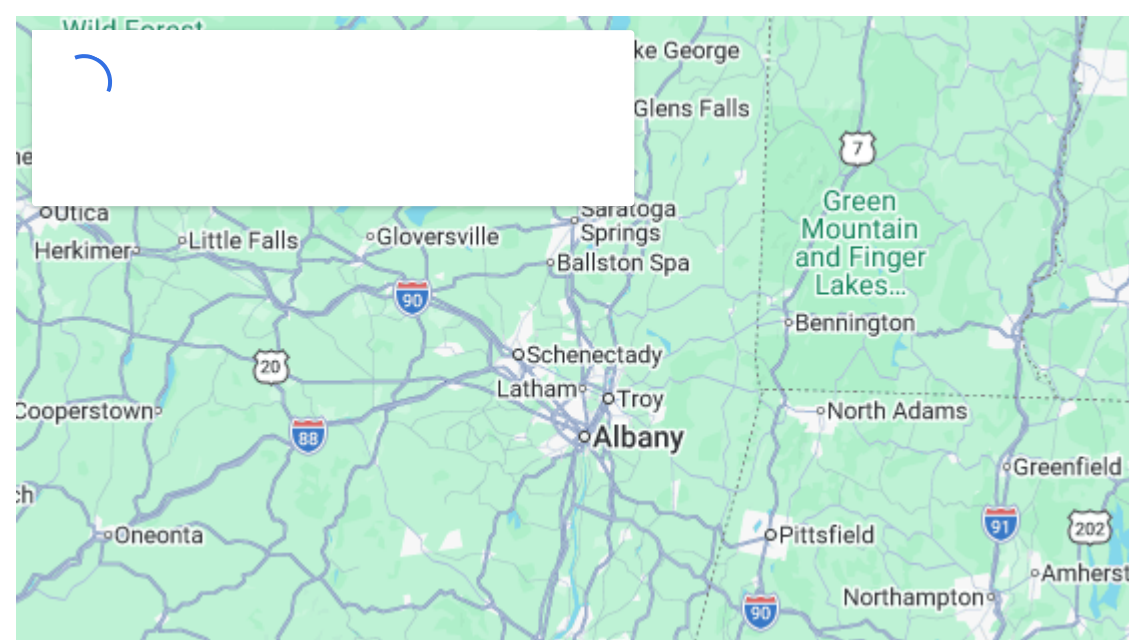 Wild Forest
ke George
Glens Falls
7
Utica
Saratoga
Springs
Green
Mountain
and Finger
Lakes...
Herkimer
Little Falls
Gloversville
Ballston Spa
90
Bennington
20
Schenectady
Latham
Troy
Cooperstown
North Adams
88
Albany
Greenfield
ch
91
202
Oneonta
Pittsfield
Amherst
Northampton
90